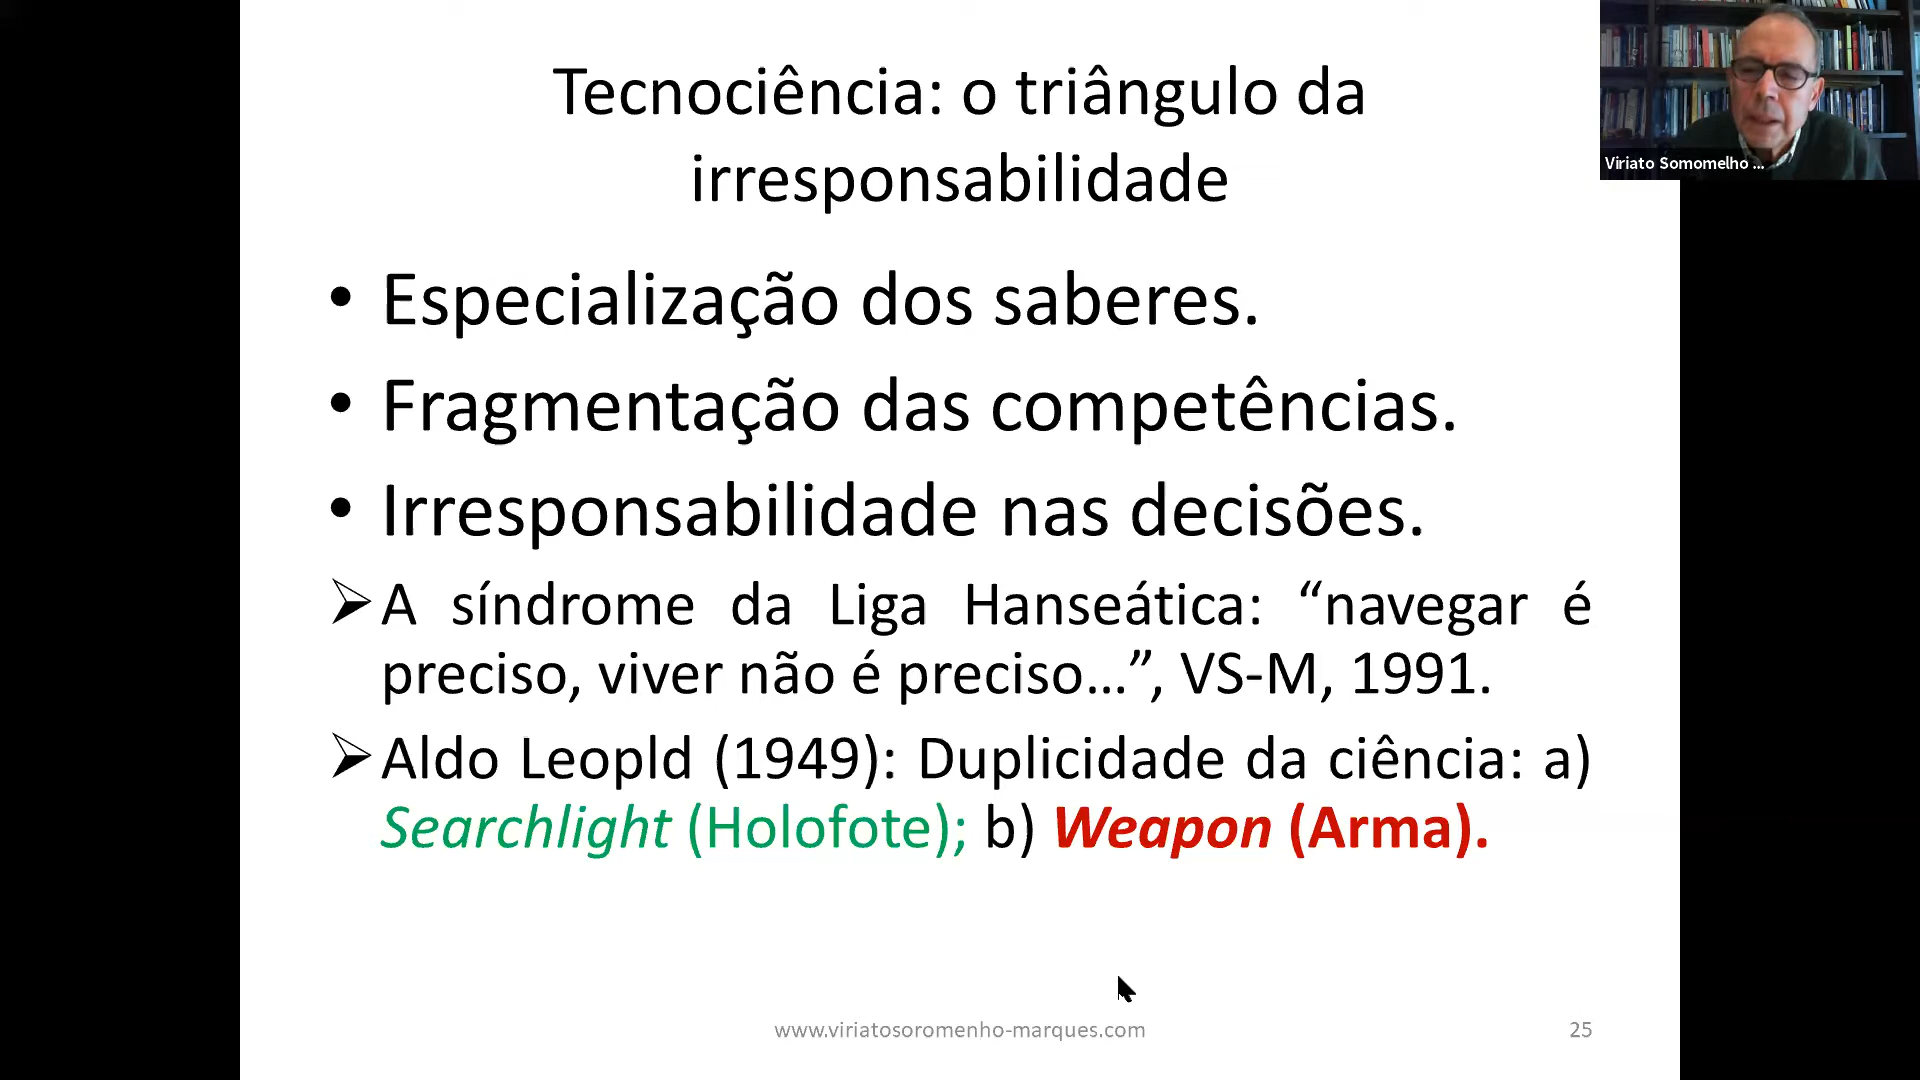 Tecnociência: o triângulo da
irresponsabilidade
Viriato Somomelho ...
• Especialização dos saberes.
• Fragmentação das competências.
• Irresponsabilidade nas decisões.
➢A síndrome da Liga Hanseática: “navegar é
preciso, viver não é preciso…”, VS-M, 1991.
➢Aldo Leopld (1949): Duplicidade da ciência: a)
Searchlight (Holofote); b) Weapon (Arma).
www.viriatosoromenho-marques.com
25